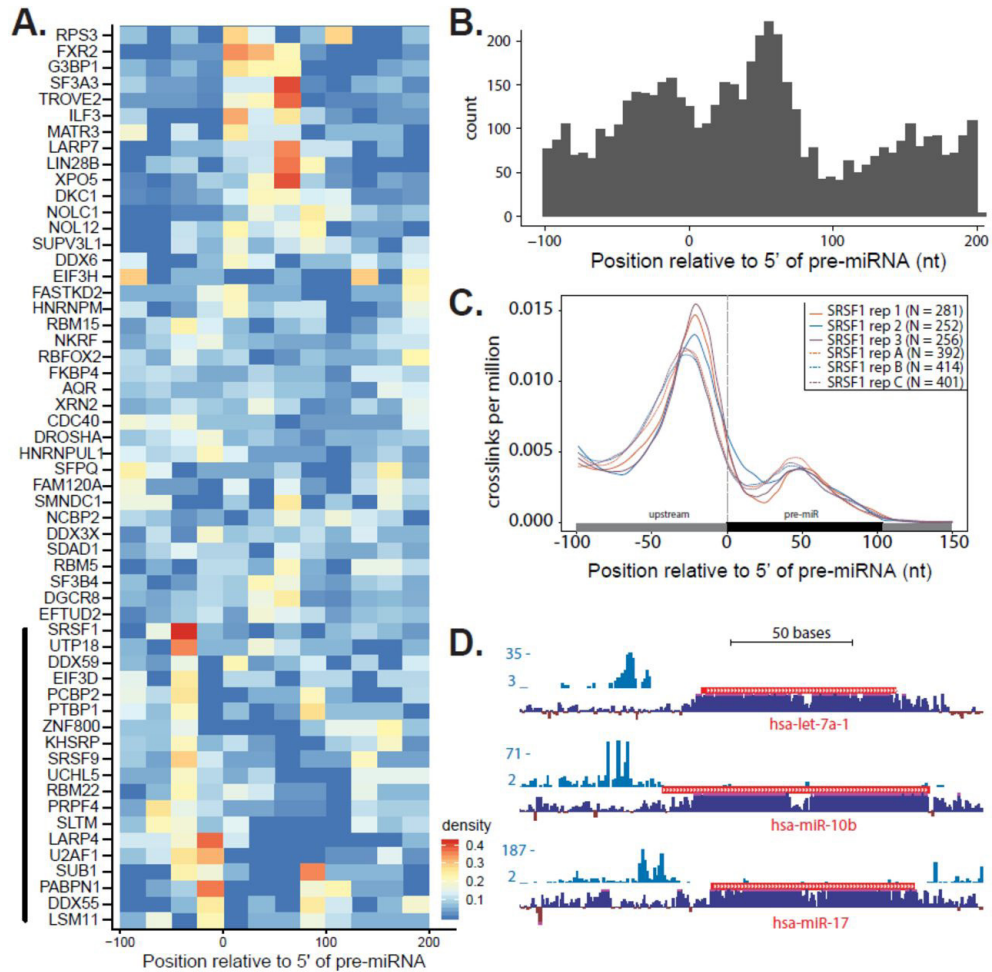 A.
RPS3
FXR2
G3BP1
SF3A3
TROVE2
ILF3
MATR3
LARP7
LIN28B
XPO5
DKC1
NOLC1
NOL12
SUPV3L1
DDX6
EIF3H
FASTKD2
HNRNPM
RBM15
NKRF
RBFOX2
FKBP4
AQR
XRN2
CDC40
DROSHA
HNRNPUL1
SFPQ
FAM120A
SMNDC1
NCBP2
DDX3X
SDAD1
RBM5
SF3B4
DGCR8
EFTUD2
SRSF1
UTP18
DDX59
EIF3D
PCBP2
PTBP1
ZNF800
KHSRP
SRSF9
UCHL5
RBM22
PRPF4
SLTM
LARP4
U2AF1
SUB1
PABPN1
DDX55
LSM11
−100 0 100 200
Position relative to 5' of pre-miRNA
density
0.4
0.3
0.2
0.1
B.
200
150
100
50
0
count
−100 0 100 200
Position relative to 5' of pre-miRNA (nt)
C.
0.015
0.010
0.005
0.000
crosslinks per million
SRSF1 rep 1 (N = 281)
SRSF1 rep 2 (N = 252)
SRSF1 rep 3 (N = 256)
SRSF1 rep A (N = 392)
SRSF1 rep B (N = 414)
SRSF1 rep C (N = 401)
upstream pre-miR
-100 -50 0 50 100 150
Position relative to 5' of pre-miRNA (nt)
D.
50 bases
35 -
3
hsa-let-7a-1
71 -
2
hsa-miR-10b
187 -
2
hsa-miR-17